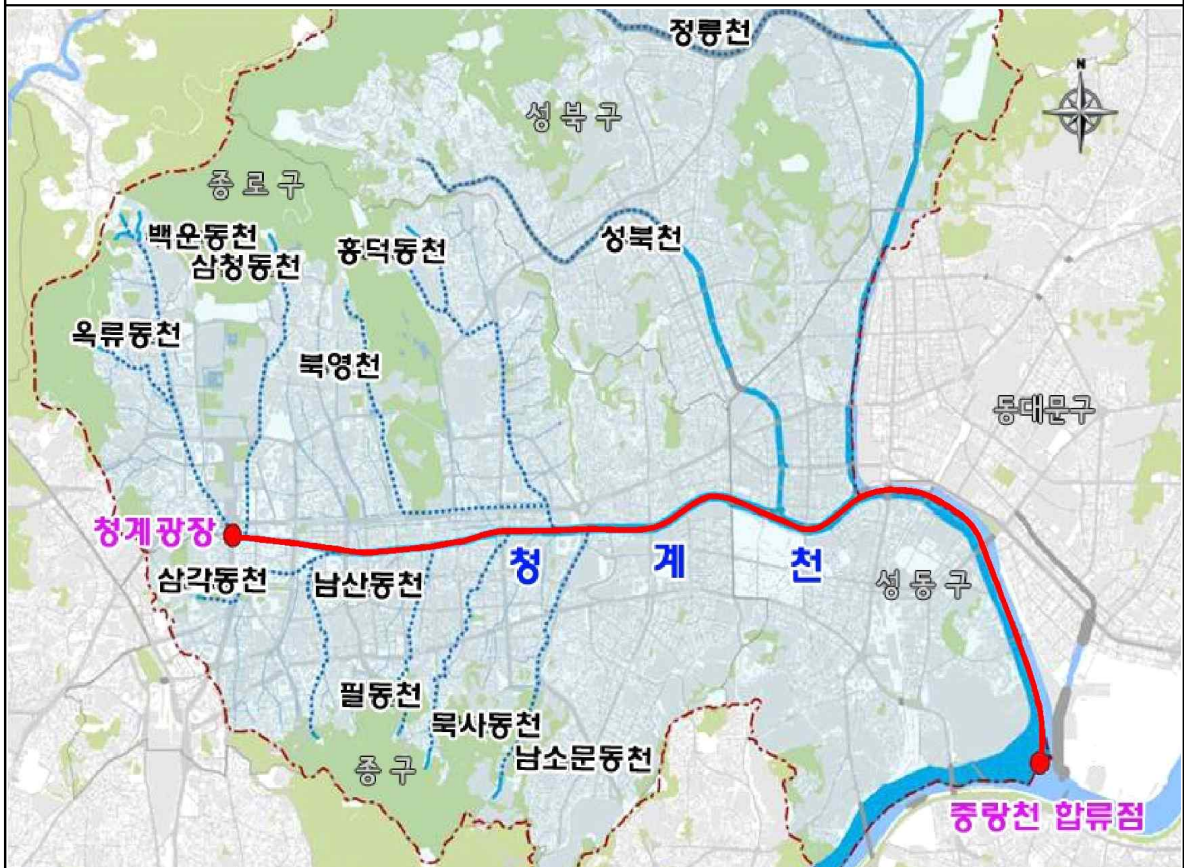 정릉천
N
성북구
종로구
백운동천
삼청동천
흥덕동천
성북천
옥류동천
북영천
동대문구
청계광장
청 계 천
삼각동천
남산동천
성동구
필동천
묵사동천
남소문동천
중구
중랑천 합류점